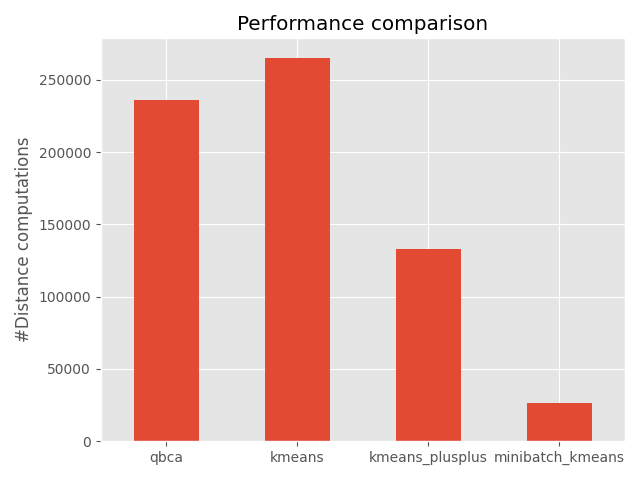 Performance comparison
#Distance computations
250000
200000
150000
100000
50000
0
qbca kmeans kmeans_plusplus minibatch_kmeans